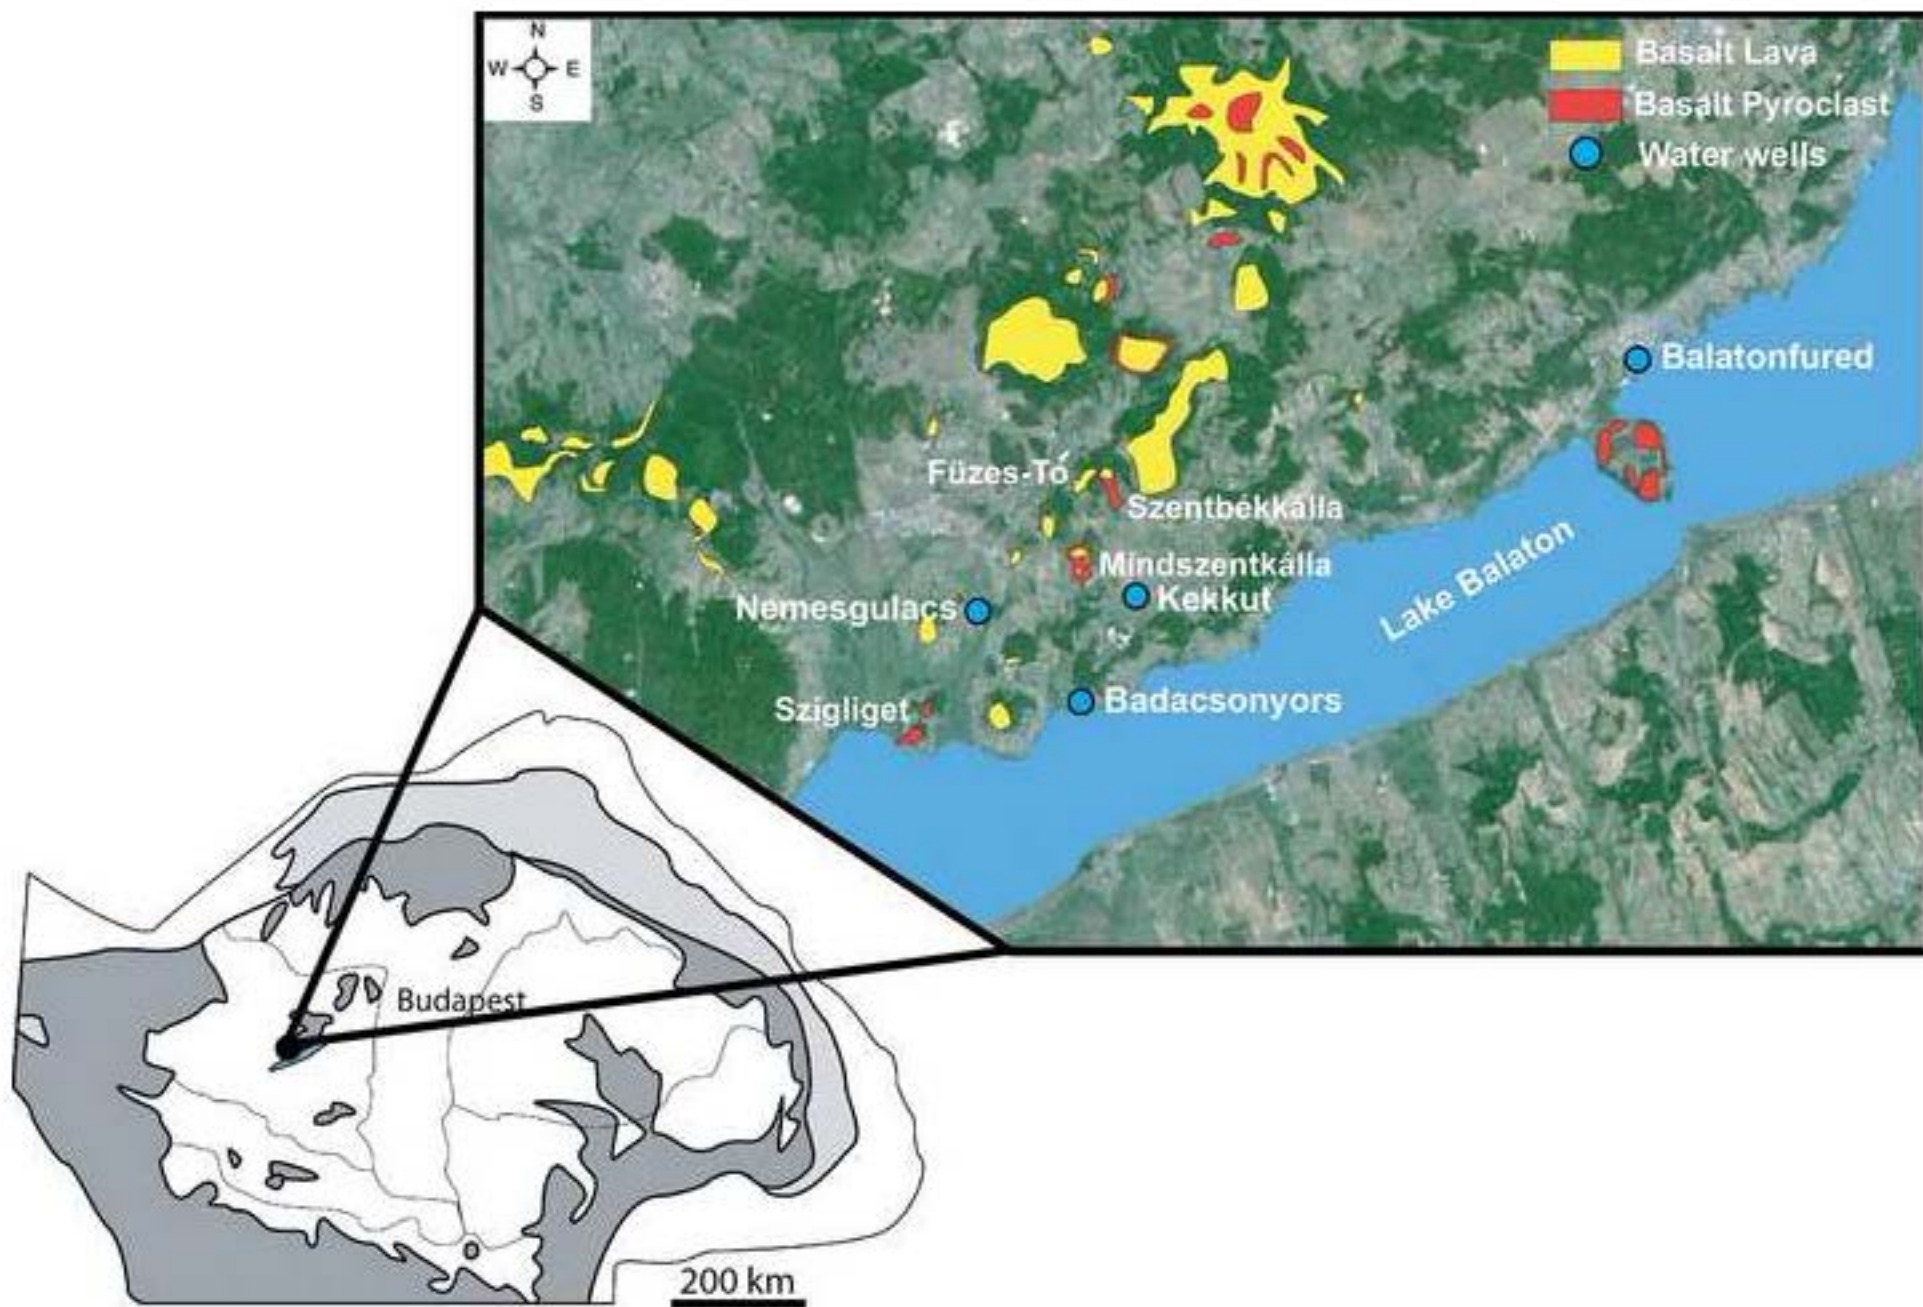 N
W E
S
Basalt Lava
Basalt Pyroclast
Water wells
Balatonfured
Füzes-Tó
Szentbékkálla
Mindszentkálla
Kekkut
Nemesgulacs
Lake Balaton
Szigliget
Badacsonyors
Budapest
200 km